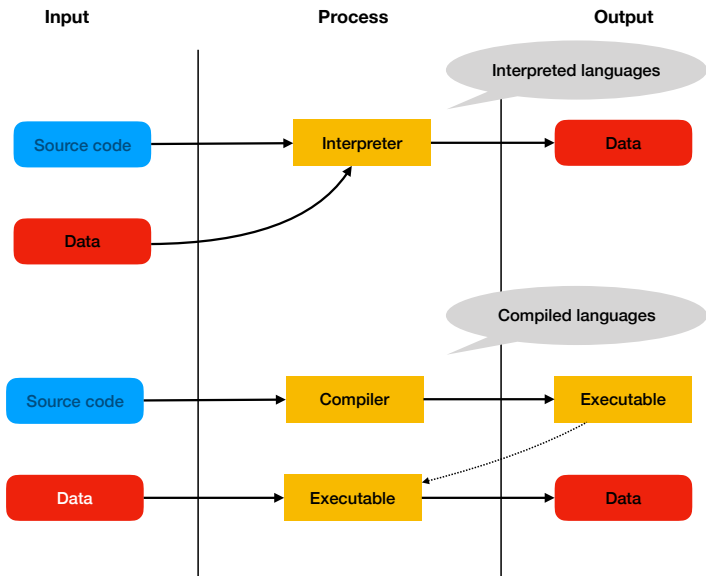 Input
Process
Output
Interpreted languages
Source code
Interpreter
Data
Data
Compiled languages
Source code
Compiler
Executable
Data
Executable
Data